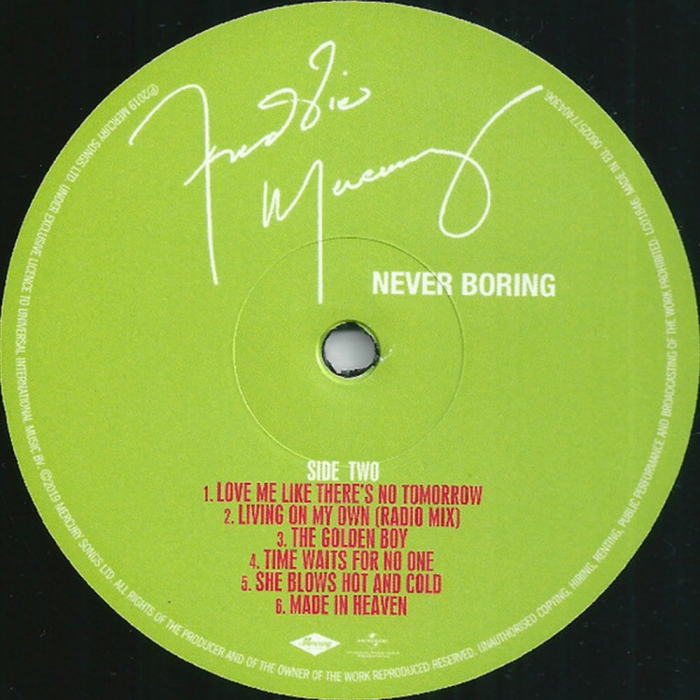 Freddie
Mercury
NEVER BORING
SIDE TWO
1. LOVE ME LIKE THERE'S NO TOMORROW
2. LIVING ON MY OWN (RADIO MIX)
3. THE GOLDEN BOY
4. TIME WAITS FOR NO ONE
5. SHE BLOWS HOT AND COLD
6. MADE IN HEAVEN
Mercury
UNIVERSAL
℗2019 MERCURY SONGS LTD. UNDER EXCLUSIVE LICENCE TO UNIVERSAL INTERNATIONAL MUSIC BV. ©2019 MERCURY SONGS LTD. ALL RIGHTS OF THE PRODUCER AND OF THE OWNER OF THE WORK REPRODUCED RESERVED. UNAUTHORISED COPYING, HIRING, RENTING, PUBLIC PERFORMANCE AND BROADCASTING OF THE WORK PROHIBITED. LC01846. MADE IN EU. 00602577404306.